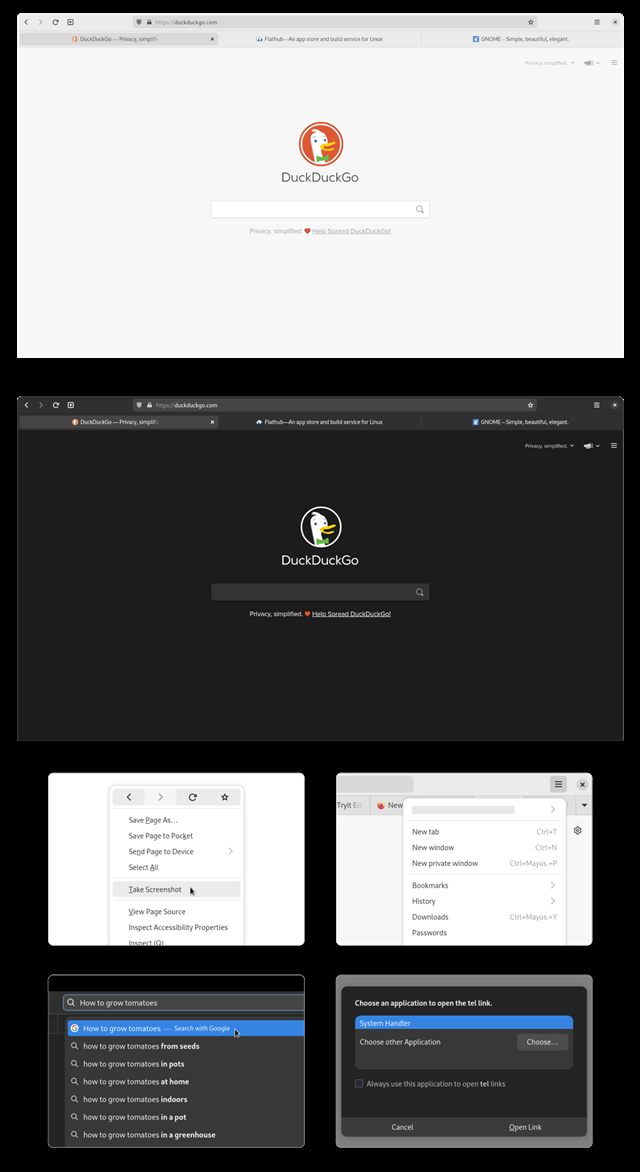 https://duckduckgo.com
DuckDuckGo — Privacy, simplifi
Flathub—An app store and build service for Linux
GNOME – Simple, beautiful, elegant.
Privacy, simplified.
DuckDuckGo
Privacy, simplified. Help Spread DuckDuckGo!
https://duckduckgo.com
DuckDuckGo — Privacy, simplifi
Flathub—An app store and build service for Linux
GNOME – Simple, beautiful, elegant.
Privacy, simplified.
DuckDuckGo
Privacy, simplified. Help Spread DuckDuckGo!
Save Page As…
Save Page to Pocket
Send Page to Device
Select All
Take Screenshot
View Page Source
Inspect Accessibility Properties
Inspect (Q)
Tryit Ed
New
New tab Ctrl+T
New window Ctrl+N
New private window Ctrl+Mayús.+P
Bookmarks
History
Downloads Ctrl+Mayús.+Y
Passwords
How to grow tomatoes
How to grow tomatoes — Search with Google
how to grow tomatoes from seeds
how to grow tomatoes in pots
how to grow tomatoes at home
how to grow tomatoes indoors
how to grow tomatoes in a pot
how to grow tomatoes in a greenhouse
Choose an application to open the tel link.
System Handler
Choose other Application Choose…
Always use this application to open tel links
Cancel Open Link